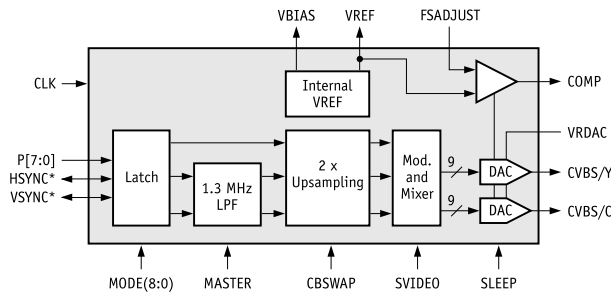 VBIAS VREF FSADJUST
CLK
Internal
VREF
COMP
VRDAC
P[7:0]
HSYNC*
VSYNC*
Latch
1.3 MHz
LPF
2 x
Upsampling
Mod.
and
Mixer
9
9
DAC
DAC
CVBS/Y
CVBS/C
MODE(8:0) MASTER CBSWAP SVIDEO SLEEP